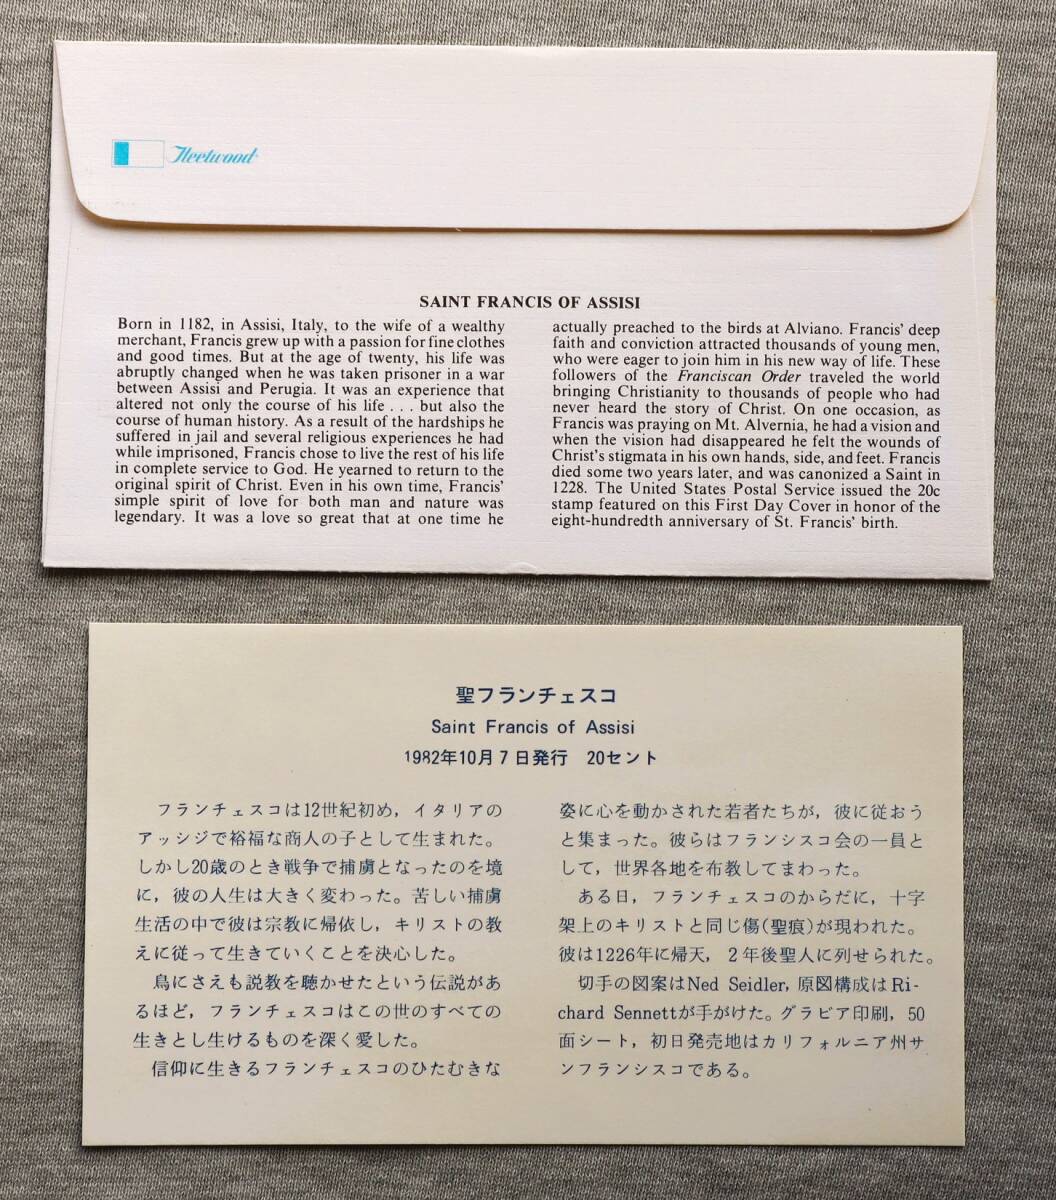 Fleetwood
SAINT FRANCIS OF ASSISI
Born in 1182, in Assisi, Italy, to the wife of a wealthy
merchant, Francis grew up with a passion for fine clothes
and good times. But at the age of twenty, his life was
abruptly changed when he was taken prisoner in a war
between Assisi and Perugia. It was an experience that
altered not only the course of his life . . . but also the
course of human history. As a result of the hardships he
suffered in jail and several religious experiences he had
while imprisoned, Francis chose to live the rest of his life
in complete service to God. He yearned to return to the
original spirit of Christ. Even in his own time, Francis'
simple spirit of love for both man and nature was
legendary. It was a love so great that at one time he
actually preached to the birds at Alviano. Francis' deep
faith and conviction attracted thousands of young men,
who were eager to join him in his new way of life. These
followers of the Franciscan Order traveled the world
bringing Christianity to thousands of people who had
never heard the story of Christ. On one occasion, as
Francis was praying on Mt. Alvernia, he had a vision and
when the vision had disappeared he felt the wounds of
Christ's stigmata in his own hands, side, and feet. Francis
died some two years later, and was canonized a Saint in
1228. The United States Postal Service issued the 20c
stamp featured on this First Day Cover in honor of the
eight-hundredth anniversary of St. Francis' birth.
聖フランチェスコ
Saint Francis of Assisi
1982年10月7日発行 20セント
フランチェスコは12世紀初め，イタリアの
アッシジで裕福な商人の子として生まれた。
しかし20歳のとき戦争で捕虜となったのを境
に，彼の人生は大きく変わった。苦しい捕虜
生活の中で彼は宗教に帰依し，キリストの教
えに従って生きていくことを決心した。
鳥にさえも説教を聴かせたという伝説があ
るほど，フランチェスコはこの世のすべての
生きとし生けるものを深く愛した。
信仰に生きるフランチェスコのひたむきな
姿に心を動かされた若者たちが，彼に従おう
と集まった。彼らはフランシスコ会の一員と
して，世界各地を布教してまわった。
ある日，フランチェスコのからだに，十字
架上のキリストと同じ傷(聖痕)が現われた。
彼は1226年に帰天，2年後聖人に列せられた。
切手の図案はNed Seidler，原図構成はRi-
chard Sennettが手がけた。グラビア印刷，50
面シート，初日発売地はカリフォルニア州サ
ンフランシスコである。